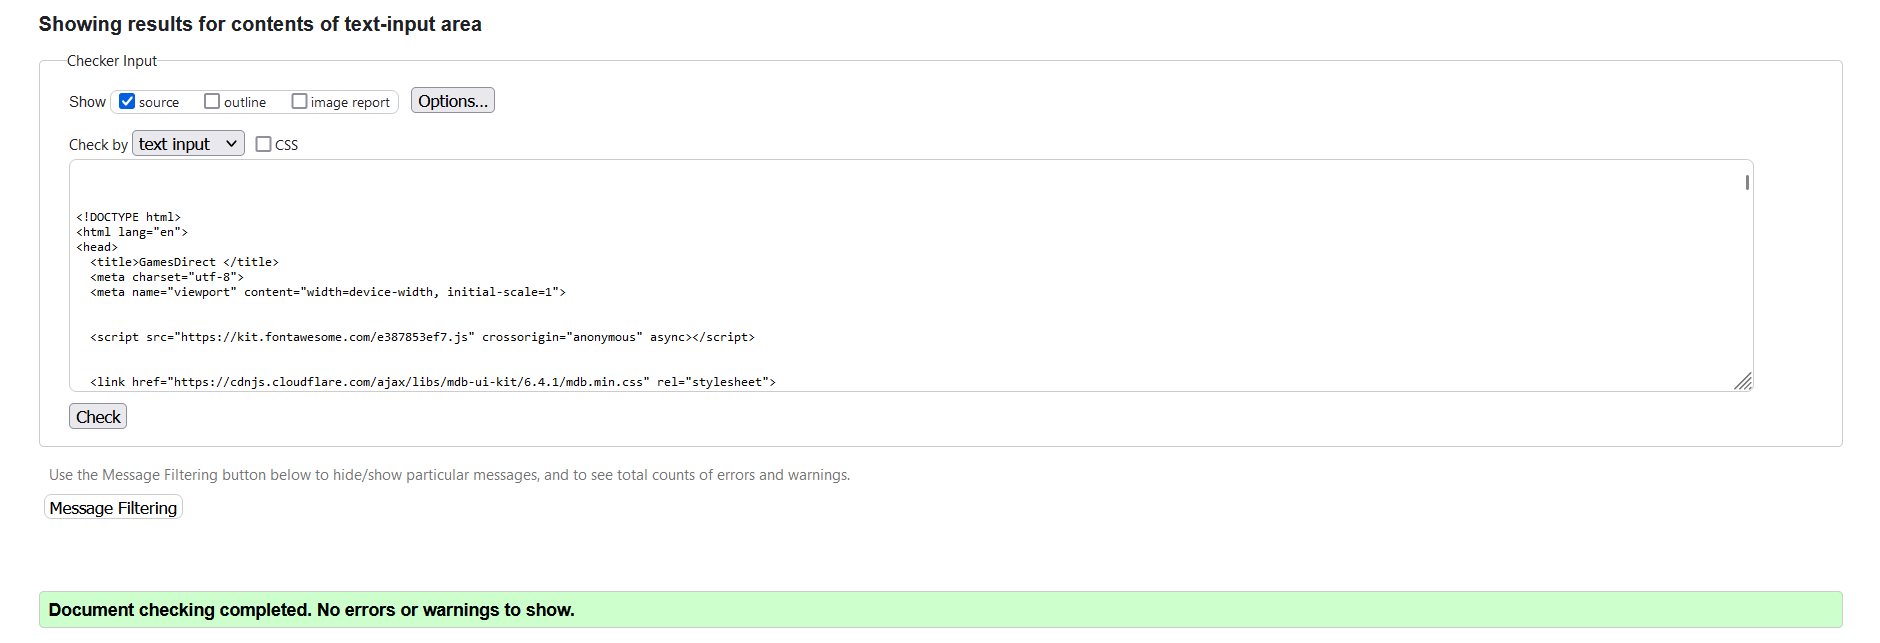 Showing results for contents of text-input area
Checker Input
Show source outline image report Options...
Check by text input CSS
<!DOCTYPE html>
<html lang="en">
<head>
<title>GamesDirect </title>
<meta charset="utf-8">
<meta name="viewport" content="width=device-width, initial-scale=1">
<script src="https://kit.fontawesome.com/e387853ef7.js" crossorigin="anonymous" async></script>
<link href="https://cdnjs.cloudflare.com/ajax/libs/mdb-ui-kit/6.4.1/mdb.min.css" rel="stylesheet">
Check
Use the Message Filtering button below to hide/show particular messages, and to see total counts of errors and warnings.
Message Filtering
Document checking completed. No errors or warnings to show.